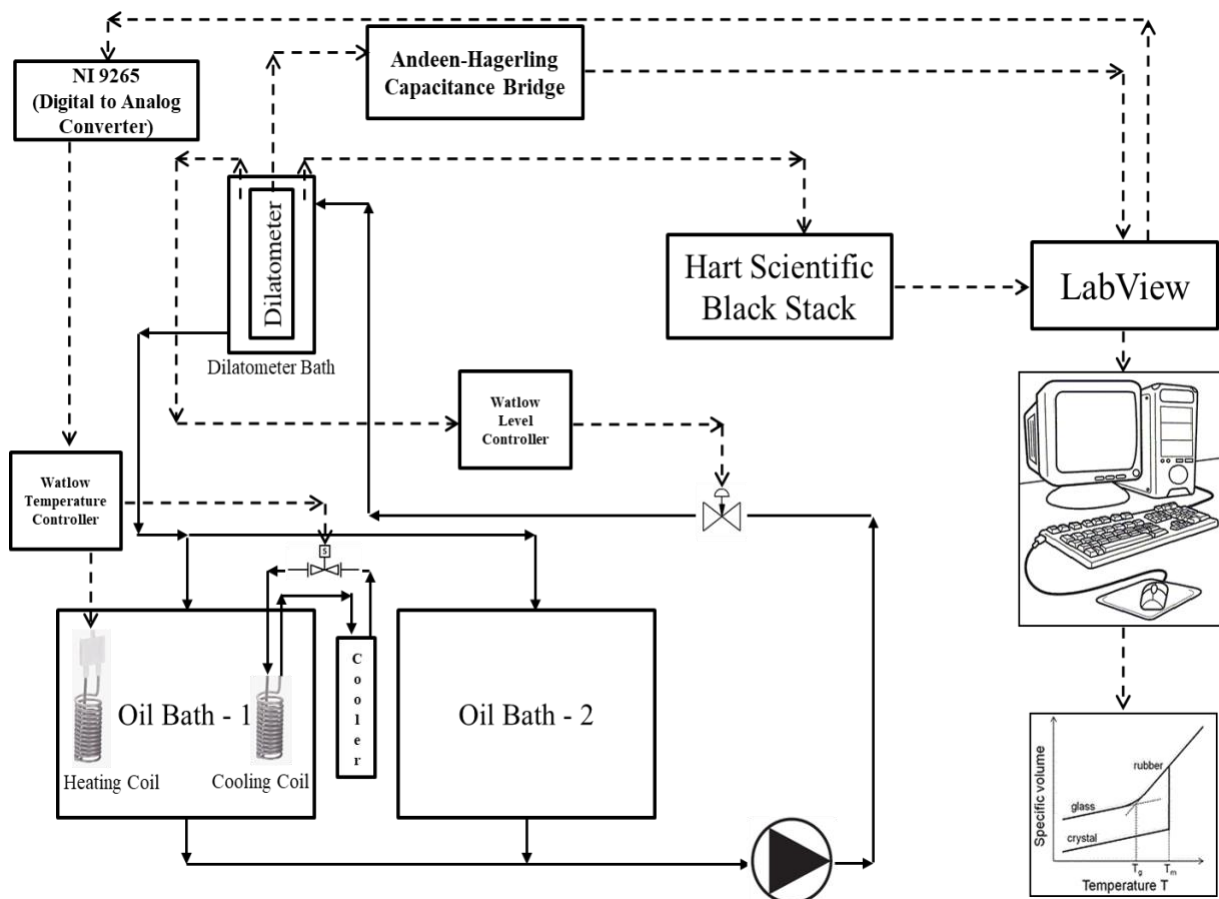 NI 9265
(Digital to Analog
Converter)
Andeen-Hagerling
Capacitance Bridge
Dilatometer
Dilatometer Bath
Hart Scientific
Black Stack
LabView
Watlow
Level
Controller
Watlow
Temperature
Controller
S
Oil Bath - 1
Heating Coil
Cooling Coil
Cooler
Oil Bath - 2
Specific volume
rubber
glass
crystal
Tg
Tm
Temperature T